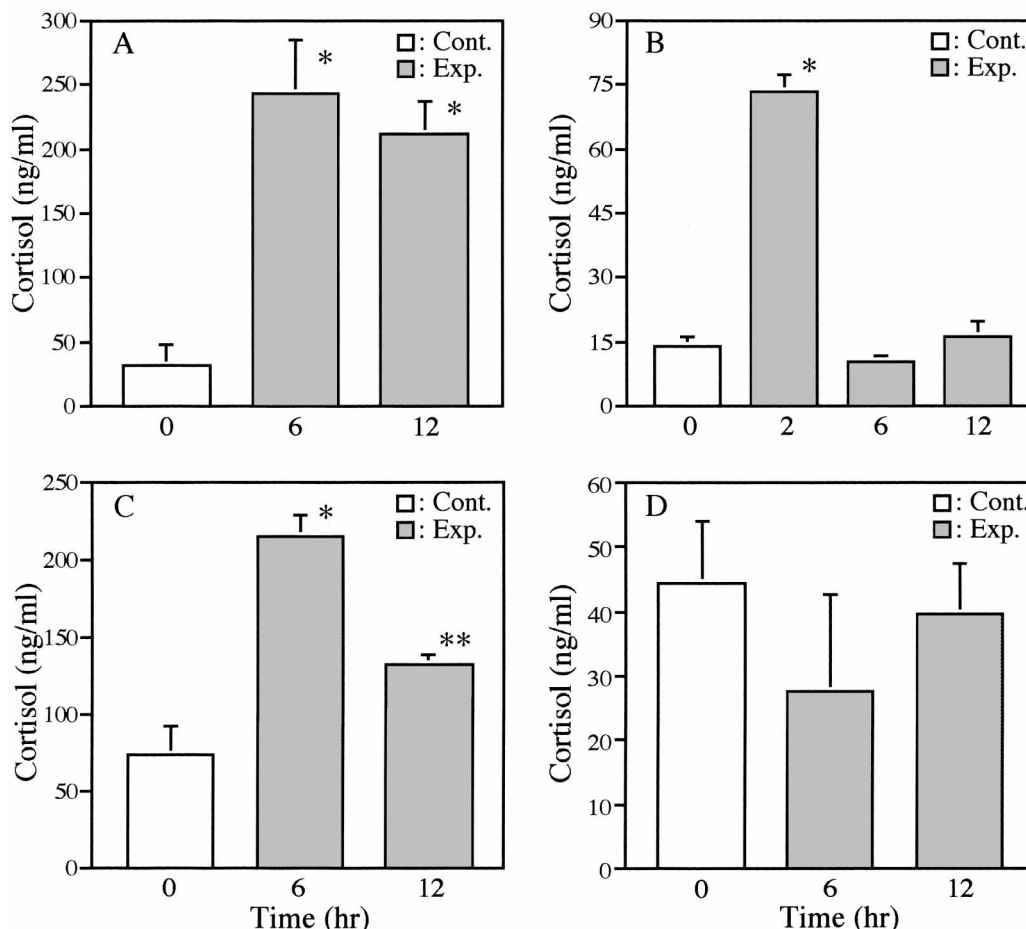 A
: Cont.
: Exp.
Cortisol (ng/ml)
300
250
200
150
100
50
0
*
*
0 6 12
B
: Cont.
: Exp.
Cortisol (ng/ml)
90
75
60
45
30
15
0
*
0 2 6 12
C
: Cont.
: Exp.
Cortisol (ng/ml)
250
200
150
100
50
0
*
**
0 6 12
Time (hr)
D
: Cont.
: Exp.
Cortisol (ng/ml)
60
50
40
30
20
10
0
0 6 12
Time (hr)